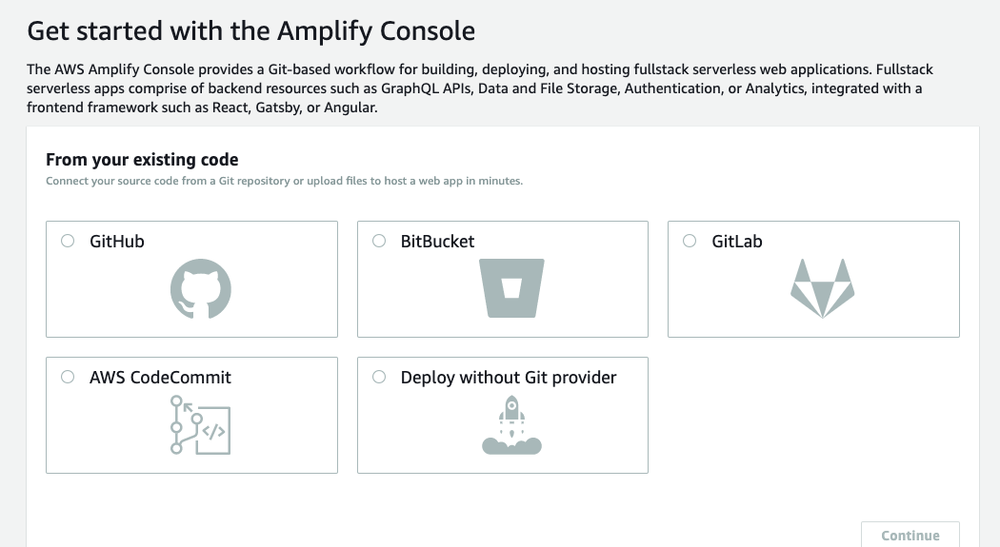 Get started with the Amplify Console
The AWS Amplify Console provides a Git-based workflow for building, deploying, and hosting fullstack serverless web applications. Fullstack
serverless apps comprise of backend resources such as GraphQL APIs, Data and File Storage, Authentication, or Analytics, integrated with a
frontend framework such as React, Gatsby, or Angular.
From your existing code
Connect your source code from a Git repository or upload files to host a web app in minutes.
GitHub
BitBucket
GitLab
AWS CodeCommit
Deploy without Git provider
</>
Continue